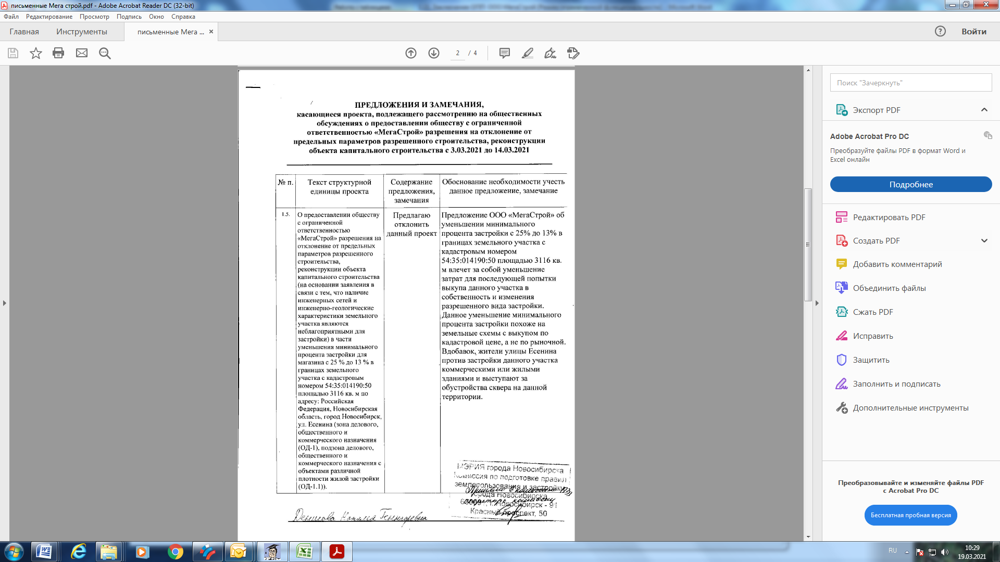 письменные Мега строй.pdf - Adobe Acrobat Reader DC (32-bit)
Файл Редактирование Просмотр Подпись Окно Справка
Главная Инструменты письменные Мега ... Войти
2 / 4
ПРЕДЛОЖЕНИЯ И ЗАМЕЧАНИЯ,
касающиеся проекта, подлежащего рассмотрению на общественных
обсуждениях о предоставлении обществу с ограниченной
ответственностью «МегаСтрой» разрешения на отклонение от
предельных параметров разрешенного строительства, реконструкции
объекта капитального строительства с 3.03.2021 до 14.03.2021
№ п.
Текст структурной
единицы проекта
Содержание
предложения,
замечания
Обоснование необходимости учесть
данное предложение, замечание
1.5.
О предоставлении обществу
с ограниченной
ответственностью
«МегаСтрой» разрешения на
отклонение от предельных
параметров разрешенного
строительства,
реконструкции объекта
капитального строительства
(на основании заявления в
связи с тем, что наличие
инженерных сетей и
инженерно-геологические
характеристики земельного
участка являются
неблагоприятными для
застройки) в части
уменьшения минимального
процента застройки для
магазина с 25 % до 13 % в
границах земельного
участка с кадастровым
номером 54:35:014190:50
площадью 3116 кв. м по
адресу: Российская
Федерация, Новосибирская
область, город Новосибирск,
ул. Есенина (зона делового,
общественного и
коммерческого назначения
(ОД-1), подзона делового,
общественного и
коммерческого назначения с
объектами различной
плотности жилой застройки
(ОД-1.1)).
Предлагаю
отклонить
данный проект
Предложение ООО «МегаСтрой» об
уменьшении минимального
процента застройки с 25% до 13% в
границах земельного участка с
кадастровым номером
54:35:014190:50 площадью 3116 кв.
м влечет за собой уменьшение
затрат для последующей попытки
выкупа данного участка в
собственность и изменения
разрешенного вида застройки.
Данное уменьшение минимального
процента застройки похоже на
земельные схемы с выкупом по
кадастровой цене, а не по рыночной.
Вдобавок, жители улицы Есенина
против застройки данного участка
коммерческими или жилыми
зданиями и выступают за
обустройства сквера на данной
территории.
МЭРИЯ города Новосибирска
Комиссия по подготовке правил
землепользования и застройки
города Новосибирска
г. Новосибирск - 91
Красный проспект, 50
Денисова Наталия
Поиск "Зачеркнуть"
Экспорт PDF
Adobe Acrobat Pro DC
Преобразуйте файлы PDF в формат Word и
Excel онлайн
Подробнее
Редактировать PDF
Создать PDF
Добавить комментарий
Объединить файлы
Сжать PDF
Исправить
Защитить
Заполнить и подписать
Дополнительные инструменты
Преобразовывайте и изменяйте файлы PDF
с Acrobat Pro DC
Бесплатная пробная версия
RU
10:29
19.03.2021